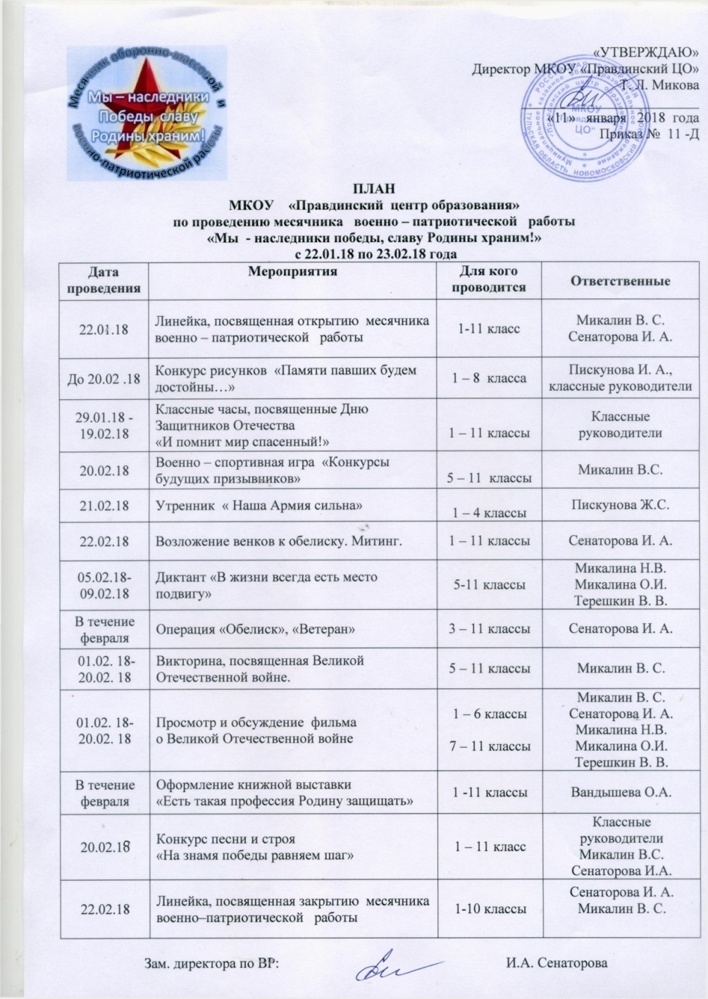 Месячник оборонно-массовой и
Мы – наследники
Победы, славу
Родины храним!
военно-патриотической работы
«УТВЕРЖДАЮ»
Директор МКОУ «Правдинский ЦО»
Т. Л. Микова
«11» января 2018 года
Приказ № 11 -Д
МКОУ
ЦО"
ТУЛЬСКАЯ ОБЛАСТЬ НОВОМОСКОВСКИЙ
ПЛАН
МКОУ «Правдинский центр образования»
по проведению месячника военно – патриотической работы
«Мы - наследники победы, славу Родины храним!»
с 22.01.18 по 23.02.18 года
Дата проведения Мероприятия Для кого проводится Ответственные
22.01.18
Линейка, посвященная открытию месячника
военно – патриотической работы
1-11 класс
Микалин В. С.
Сенаторова И. А.
До 20.02 .18
Конкурс рисунков «Памяти павших будем
достойны…»
1 – 8 класса
Пискунова И. А.,
классные руководители
29.01.18 -
19.02.18
Классные часы, посвященные Дню
Защитников Отечества
«И помнит мир спасенный!»
1 – 11 классы
Классные
руководители
20.02.18
Военно – спортивная игра «Конкурсы
будущих призывников»
5 – 11 классы
Микалин В.С.
21.02.18
Утренник « Наша Армия сильна»
1 – 4 классы
Пискунова Ж.С.
22.02.18
Возложение венков к обелиску. Митинг.
1 – 11 классы
Сенаторова И. А.
05.02.18-
09.02.18
Диктант «В жизни всегда есть место
подвигу»
5-11 классы
Микалина Н.В.
Микалина О.И.
Терешкин В. В.
В течение
февраля
Операция «Обелиск», «Ветеран»
3 – 11 классы
Сенаторова И. А.
01.02. 18-
20.02. 18
Викторина, посвященная Великой
Отечественной войне.
5 – 11 классы
Микалин В. С.
01.02. 18-
20.02. 18
Просмотр и обсуждение фильма
о Великой Отечественной войне
1 – 6 классы
7 – 11 классы
Микалин В. С.
Сенаторова И. А.
Микалина Н.В.
Микалина О.И.
Терешкин В. В.
В течение
февраля
Оформление книжной выставки
«Есть такая профессия Родину защищать»
1 -11 классы
Вандышева О.А.
20.02.18
Конкурс песни и строя
«На знамя победы равняем шаг»
1 – 11 класс
Классные
руководители
Микалин В.С.
Сенаторова И.А.
22.02.18
Линейка, посвященная закрытию месячника
военно–патриотической работы
1-10 классы
Сенаторова И. А.
Микалин В. С.
Зам. директора по ВР: И.А. Сенаторова